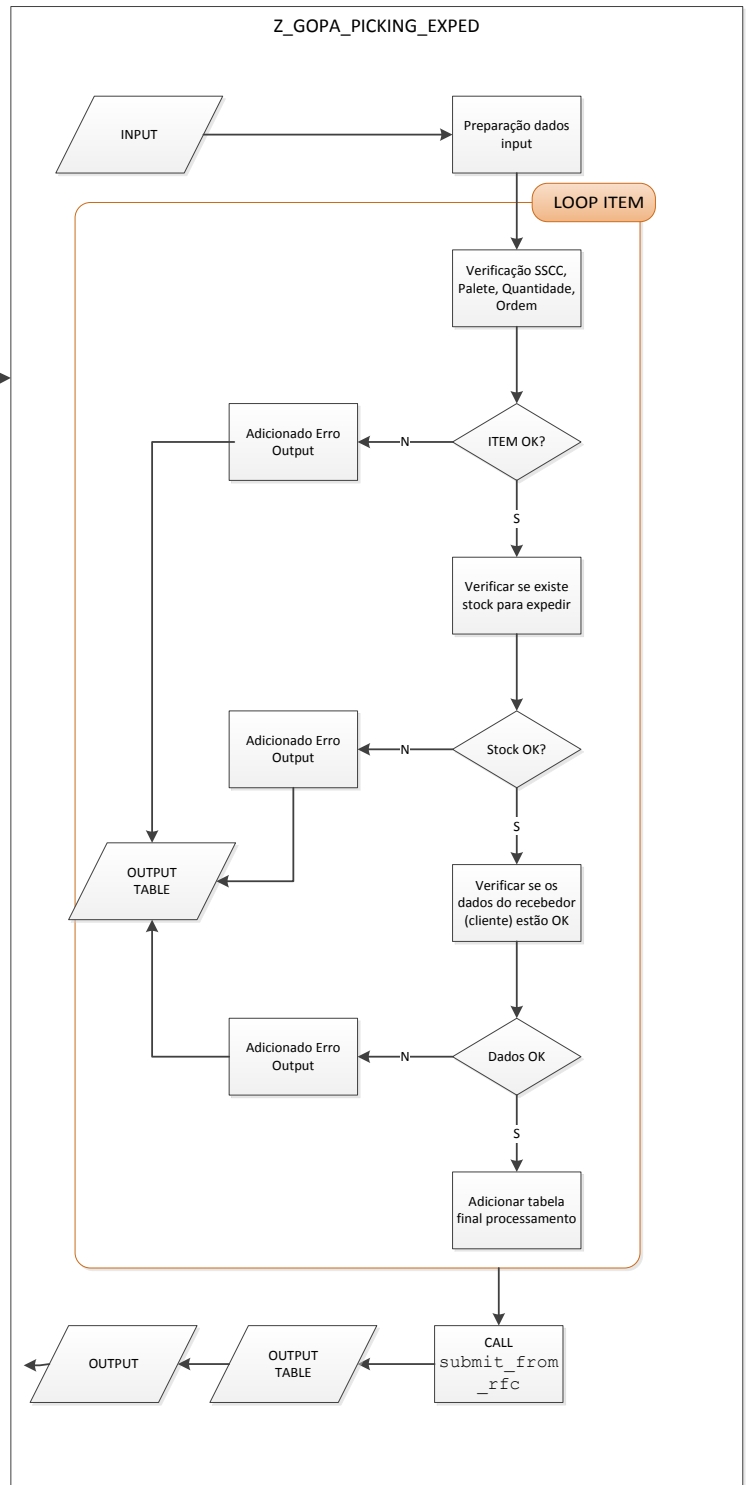 Z_GOPA_PICKING_EXPED
INPUT
Preparação dados
input
LOOP ITEM
Verificação SSCC,
Palete, Quantidade,
Ordem
Adicionado Erro
Output
N
ITEM OK?
S
Verificar se existe
stock para expedir
Adicionado Erro
Output
N
Stock OK?
S
OUTPUT
TABLE
Verificar se os
dados do recebedor
(cliente) estão OK
Adicionado Erro
Output
N
Dados OK
S
Adicionar tabela
final processamento
OUTPUT
OUTPUT
TABLE
CALL
submit_from
_rfc